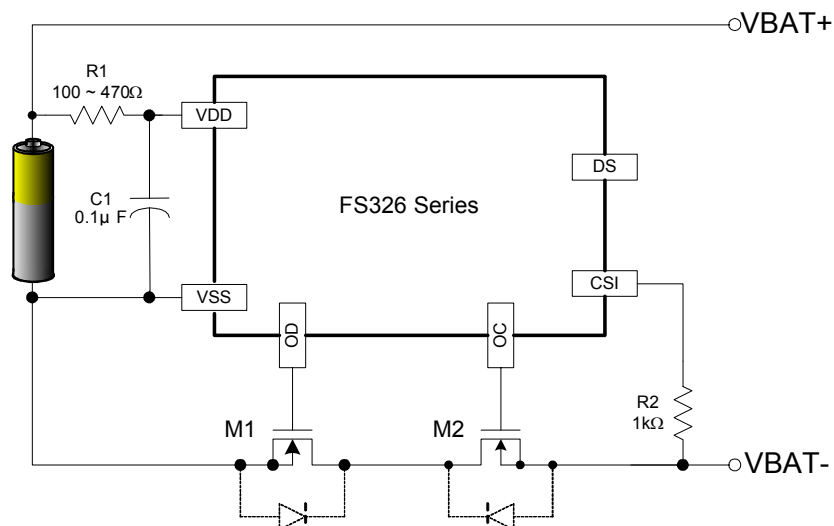 VBAT+
R1
100 ~ 470Ω
VDD
DS
C1
0.1μ F
FS326 Series
CSI
VSS
OD
OC
R2
1kΩ
M1
M2
VBAT-